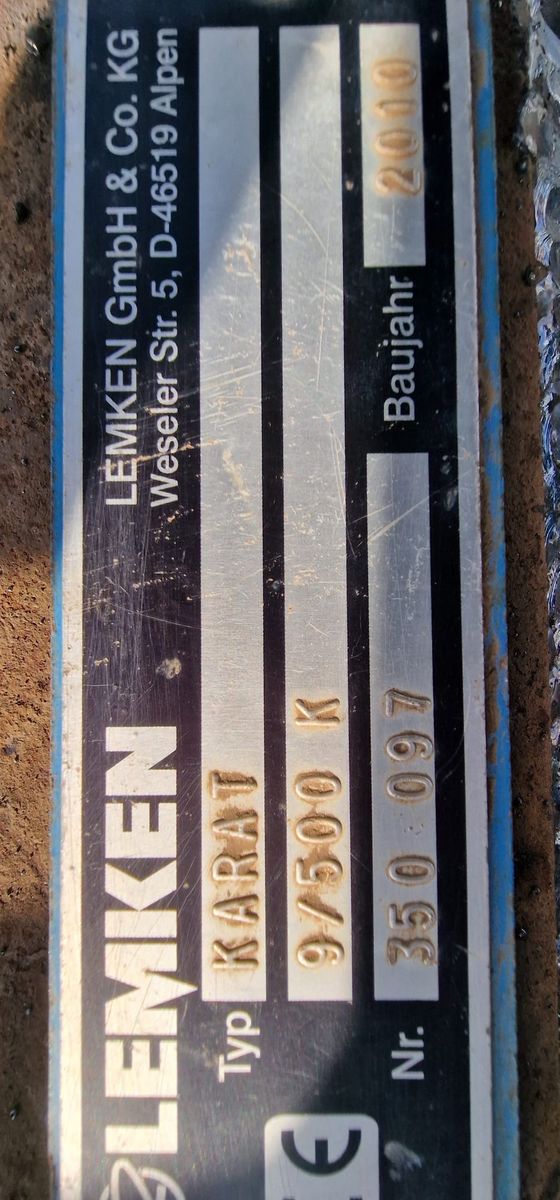 LEMKEN
LEMKEN GmbH & Co. KG
Weseler Str. 5, D-46519 Alpen
Typ KARAT
9/500 K
Nr. 350 097 Baujahr 2010
CE